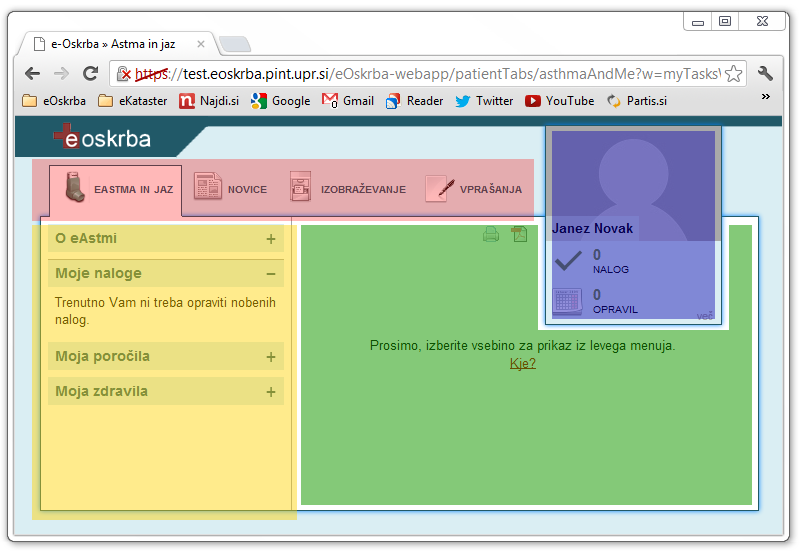 e-Oskrba » Astma in jaz
https://test.eoskrba.pint.upr.si/eOskrba-webapp/patientTabs/asthmaAndMe?w=myTasksW
eOskrba eKataster Najdi.si Google Gmail Reader Twitter YouTube Partis.si »
eoskrba
EASTMA IN JAZ NOVICE IZOBRAŽEVANJE VPRAŠANJA
O eAstmi +
Moje naloge −
Trenutno Vam ni treba opraviti nobenih
nalog.
Moja poročila +
Moja zdravila +
Janez Novak
0
NALOG
0
OPRAVIL
več
Prosimo, izberite vsebino za prikaz iz levega menuja.
Kje?